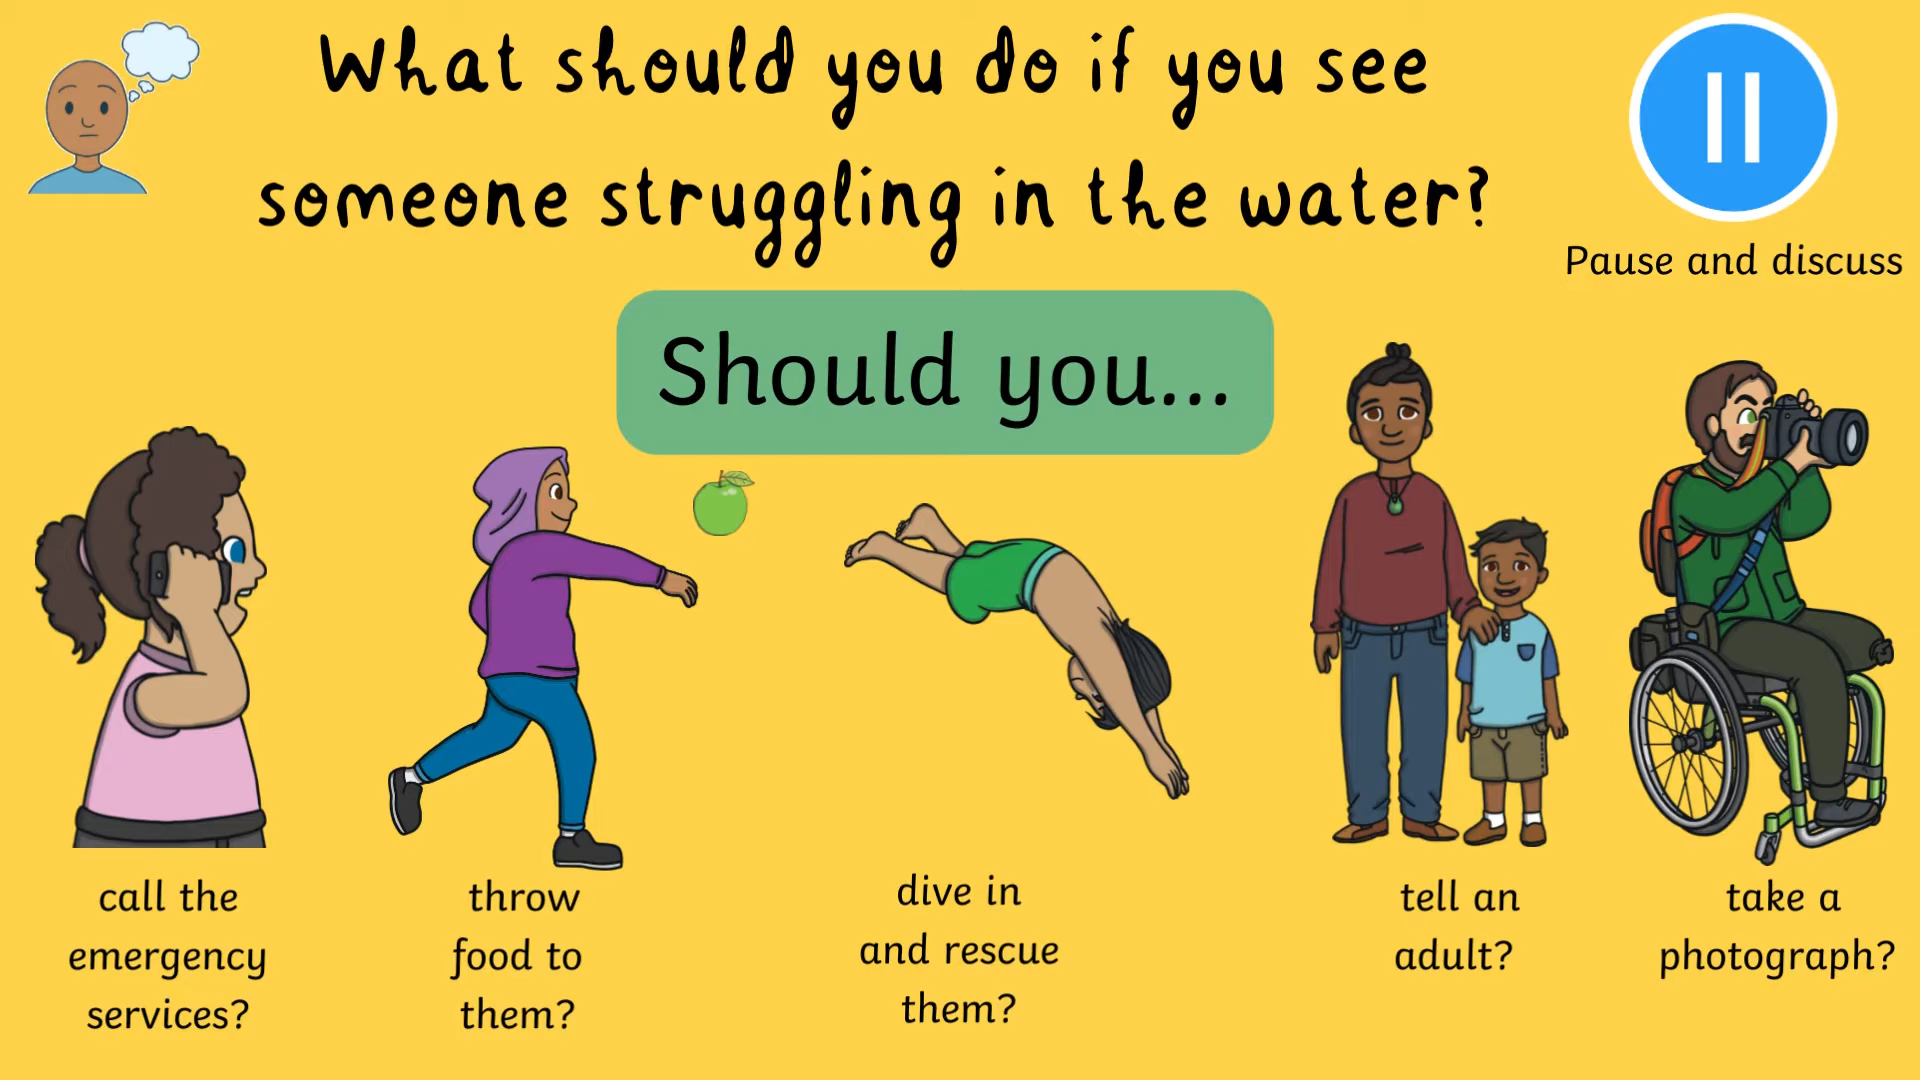 What should you do if you see
someone struggling in the water?
Pause and discuss
Should you...
call the
emergency
services?
throw
food to
them?
dive in
and rescue
them?
tell an
adult?
take a
photograph?